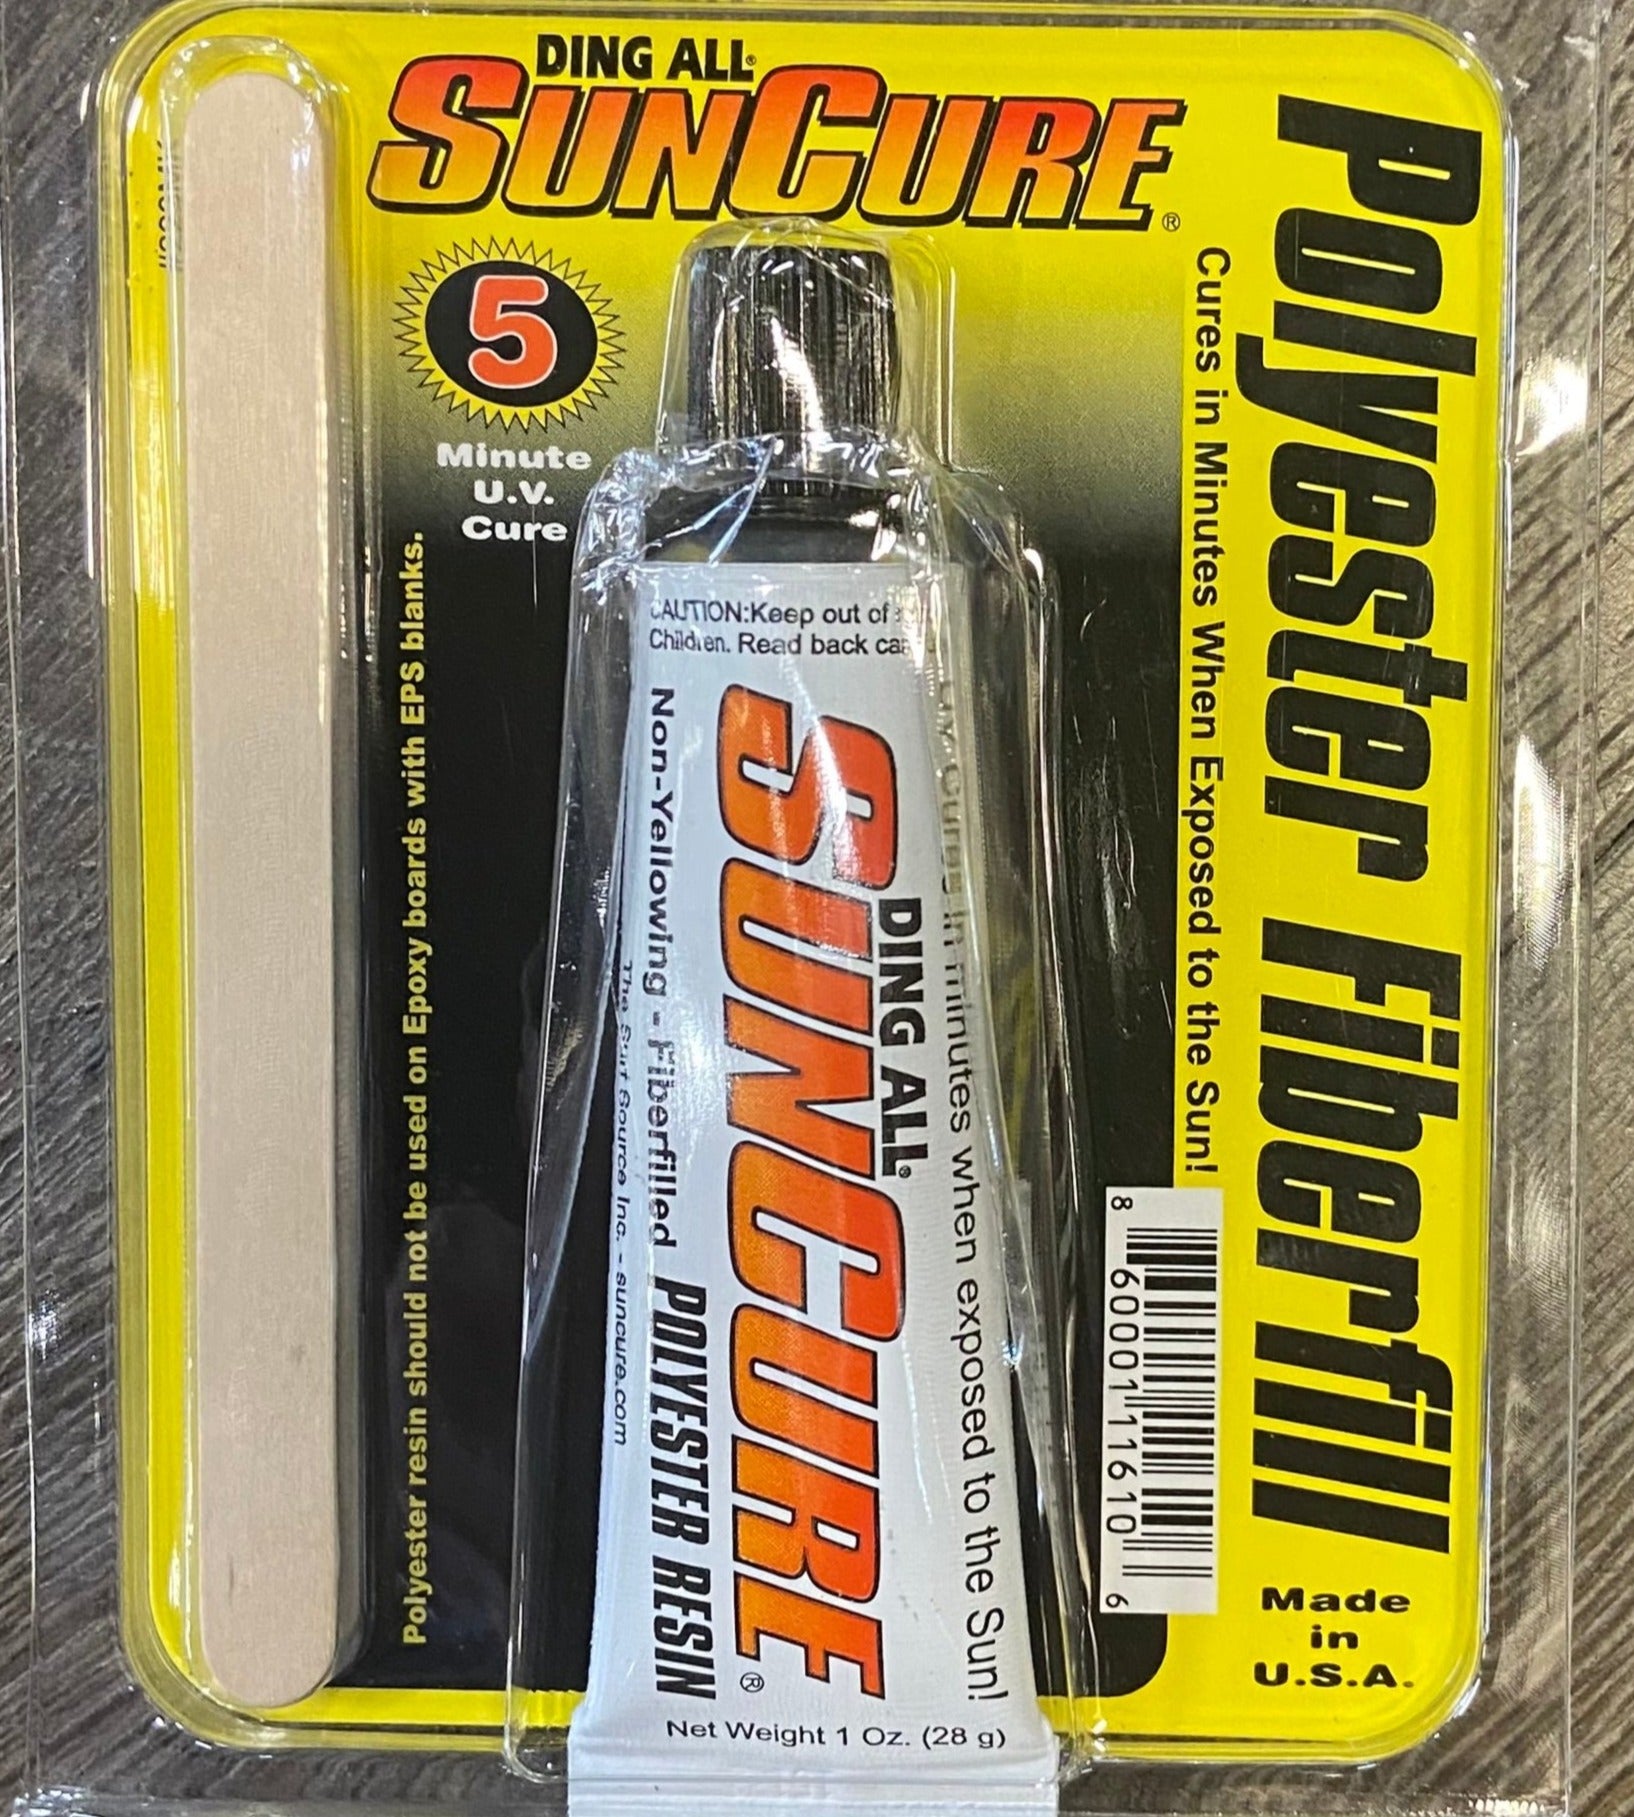 DING ALL®
SUNCURE®
5
Minute
U.V.
Cure
Polyester resin should not be used on Epoxy boards with EPS blanks.
CAUTION:Keep out of
Children. Read back
DING ALL®
SUNCURE®
in minutes when exposed to the Sun!
Non-Yellowing - Fiberfilled POLYESTER RESIN
The Surf Source Inc. - suncure.com
Net Weight 1 Oz. (28 g)
Polyester Fiberfill
Cures in Minutes When Exposed to the Sun!
8 60001 11610 6
Made
in
U.S.A.